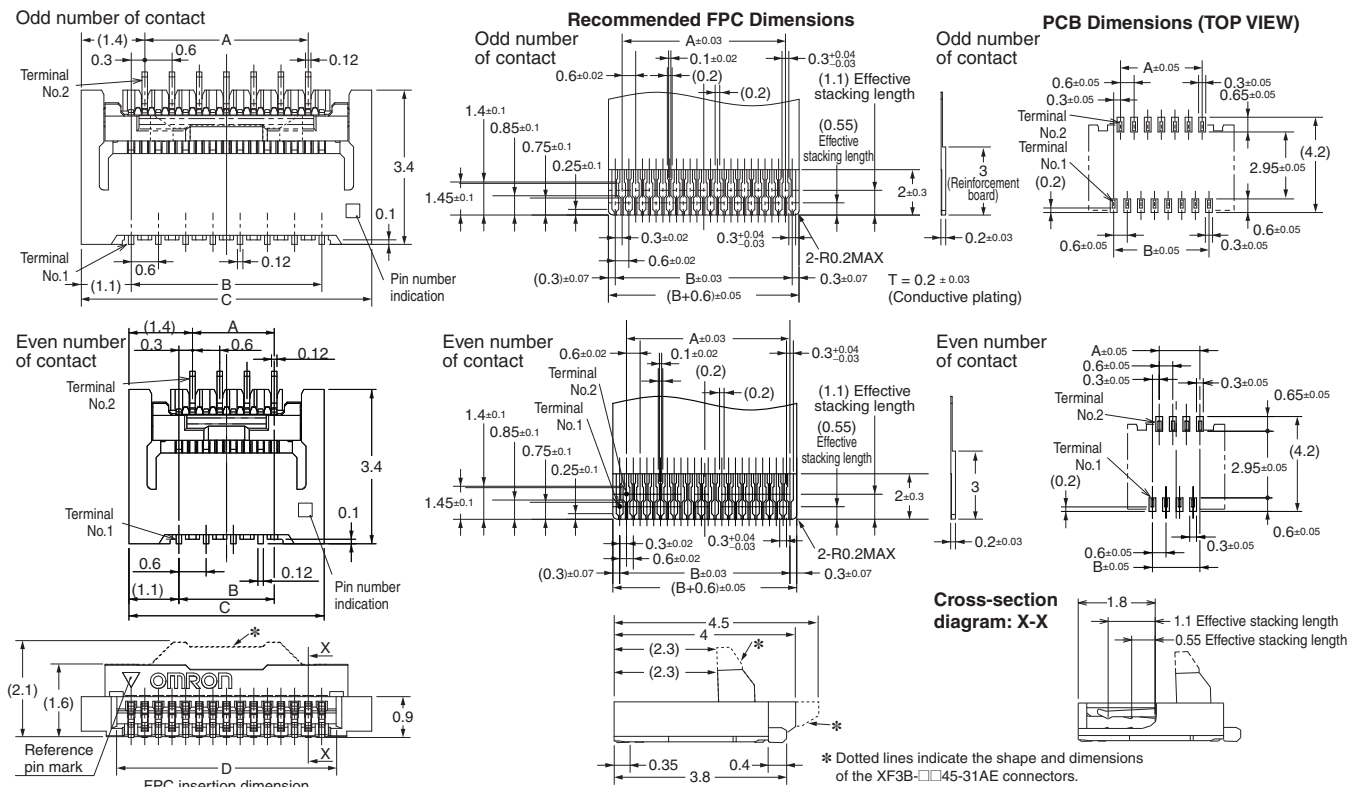 Odd number of contact
(1.4)
A
0.3
0.6
0.12
Terminal
No.2
3.4
0.1
Terminal
No.1
0.6
0.12
(1.1)
B
C
Pin number
indication
Recommended FPC Dimensions
Odd number
of contact
A±0.03
0.1±0.02
0.3+0.04
−0.03
0.6±0.02
(0.2)
(0.2)
(1.1) Effective
stacking length
1.4±0.1
0.85±0.1
0.75±0.1
0.25±0.1
1.45±0.1
(0.55)
Effective
stacking length
2±0.3
3
(Reinforcement
board)
0.3±0.02
0.3+0.04
−0.03
0.2±0.03
0.6±0.02
2-R0.2MAX
(0.3)±0.07
B±0.03
0.3±0.07
(B+0.6)±0.05
T = 0.2 ± 0.03
(Conductive plating)
PCB Dimensions (TOP VIEW)
Odd number
of contact
A±0.05
0.6±0.05
0.3±0.05
0.3±0.05
0.65±0.05
Terminal
No.2
Terminal
No.1
(0.2)
2.95±0.05
(4.2)
0.6±0.05
0.6±0.05
B±0.05
0.3±0.05
Even number
of contact
(1.4)
A
0.3
0.6
0.12
Terminal
No.2
3.4
0.1
Terminal
No.1
0.6
0.12
(1.1)
B
C
Pin number
indication
Even number
of contact
A±0.03
0.6±0.02
0.1±0.02
0.3+0.04
−0.03
Terminal
No.2
(0.2)
(0.2)
Terminal
No.1
(1.1) Effective
stacking length
1.4±0.1
0.85±0.1
0.75±0.1
0.25±0.1
1.45±0.1
(0.55)
Effective
stacking length
2±0.3
3
0.3±0.02
0.3+0.04
−0.03
0.2±0.03
0.6±0.02
2-R0.2MAX
(0.3)±0.07
B±0.03
0.3±0.07
(B+0.6)±0.05
Even number
of contact
A±0.05
0.6±0.05
0.3±0.05
0.3±0.05
0.65±0.05
Terminal
No.2
Terminal
No.1
(0.2)
2.95±0.05
(4.2)
0.6±0.05
0.6±0.05
0.3±0.05
B±0.05
*
X
(2.1)
(1.6)
OMRON
0.9
Reference
pin mark
X
D
FPC insertion dimension
4.5
4
(2.3)
*
(2.3)
*
0.35
0.4
3.8
Cross-section
diagram: X-X
1.8
1.1 Effective stacking length
0.55 Effective stacking length
* Dotted lines indicate the shape and dimensions
of the XF3B-□□45-31AE connectors.